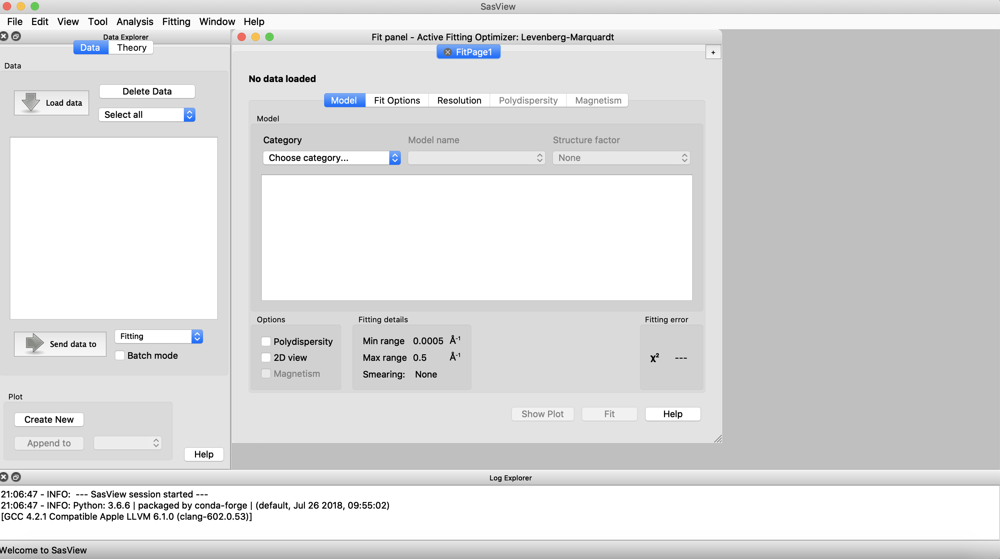 SasView
File Edit View Tool Analysis Fitting Window Help
Data Explorer
Data Theory
Data
Load data
Delete Data
Select all
Send data to
Fitting
Batch mode
Plot
Create New
Append to
Help
Fit panel - Active Fitting Optimizer: Levenberg-Marquardt
FitPage1
+
No data loaded
Model Fit Options Resolution Polydispersity Magnetism
Model
Category Model name Structure factor
Choose category... None
Options
Polydispersity
2D view
Magnetism
Fitting details
Min range 0.0005 Å⁻¹
Max range 0.5 Å⁻¹
Smearing: None
Fitting error
χ² ---
Show Plot Fit Help
Log Explorer
21:06:47 - INFO: --- SasView session started ---
21:06:47 - INFO: Python: 3.6.6 | packaged by conda-forge | (default, Jul 26 2018, 09:55:02)
[GCC 4.2.1 Compatible Apple LLVM 6.1.0 (clang-602.0.53)]
Welcome to SasView